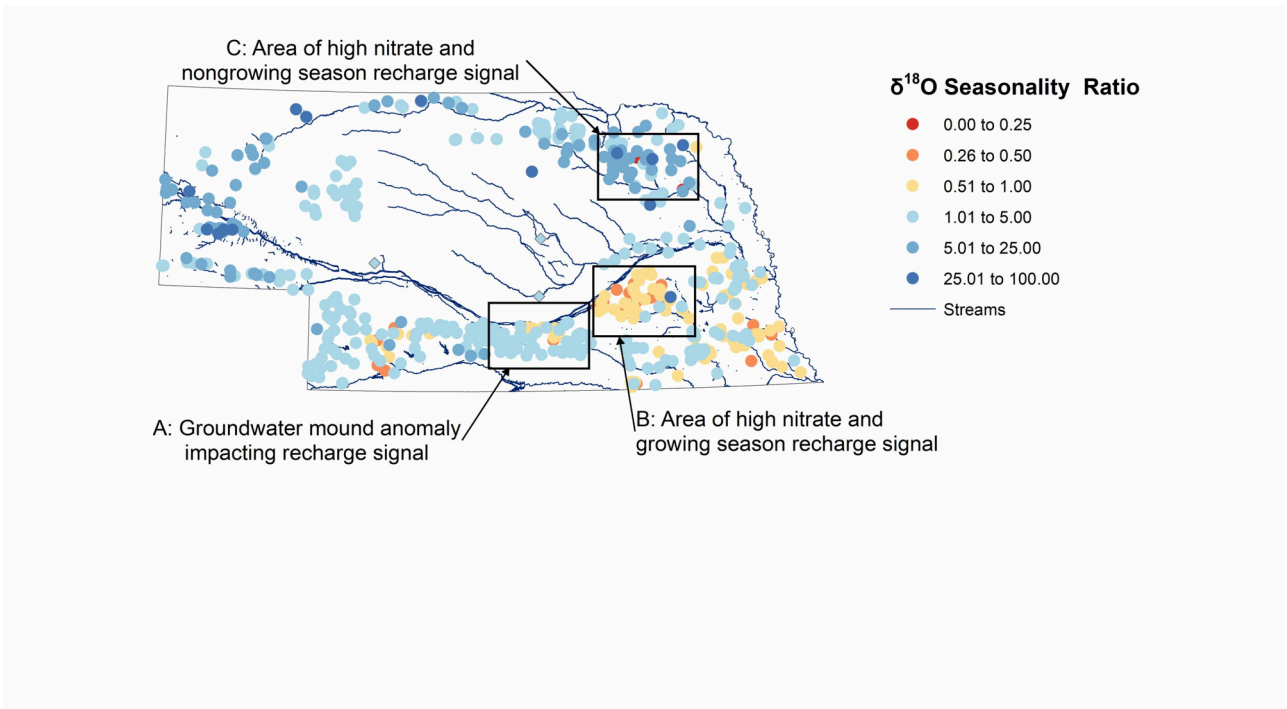 C: Area of high nitrate and
nongrowing season recharge signal
δ¹⁸O Seasonality Ratio
0.00 to 0.25
0.26 to 0.50
0.51 to 1.00
1.01 to 5.00
5.01 to 25.00
25.01 to 100.00
Streams
A: Groundwater mound anomaly
impacting recharge signal
B: Area of high nitrate and
growing season recharge signal